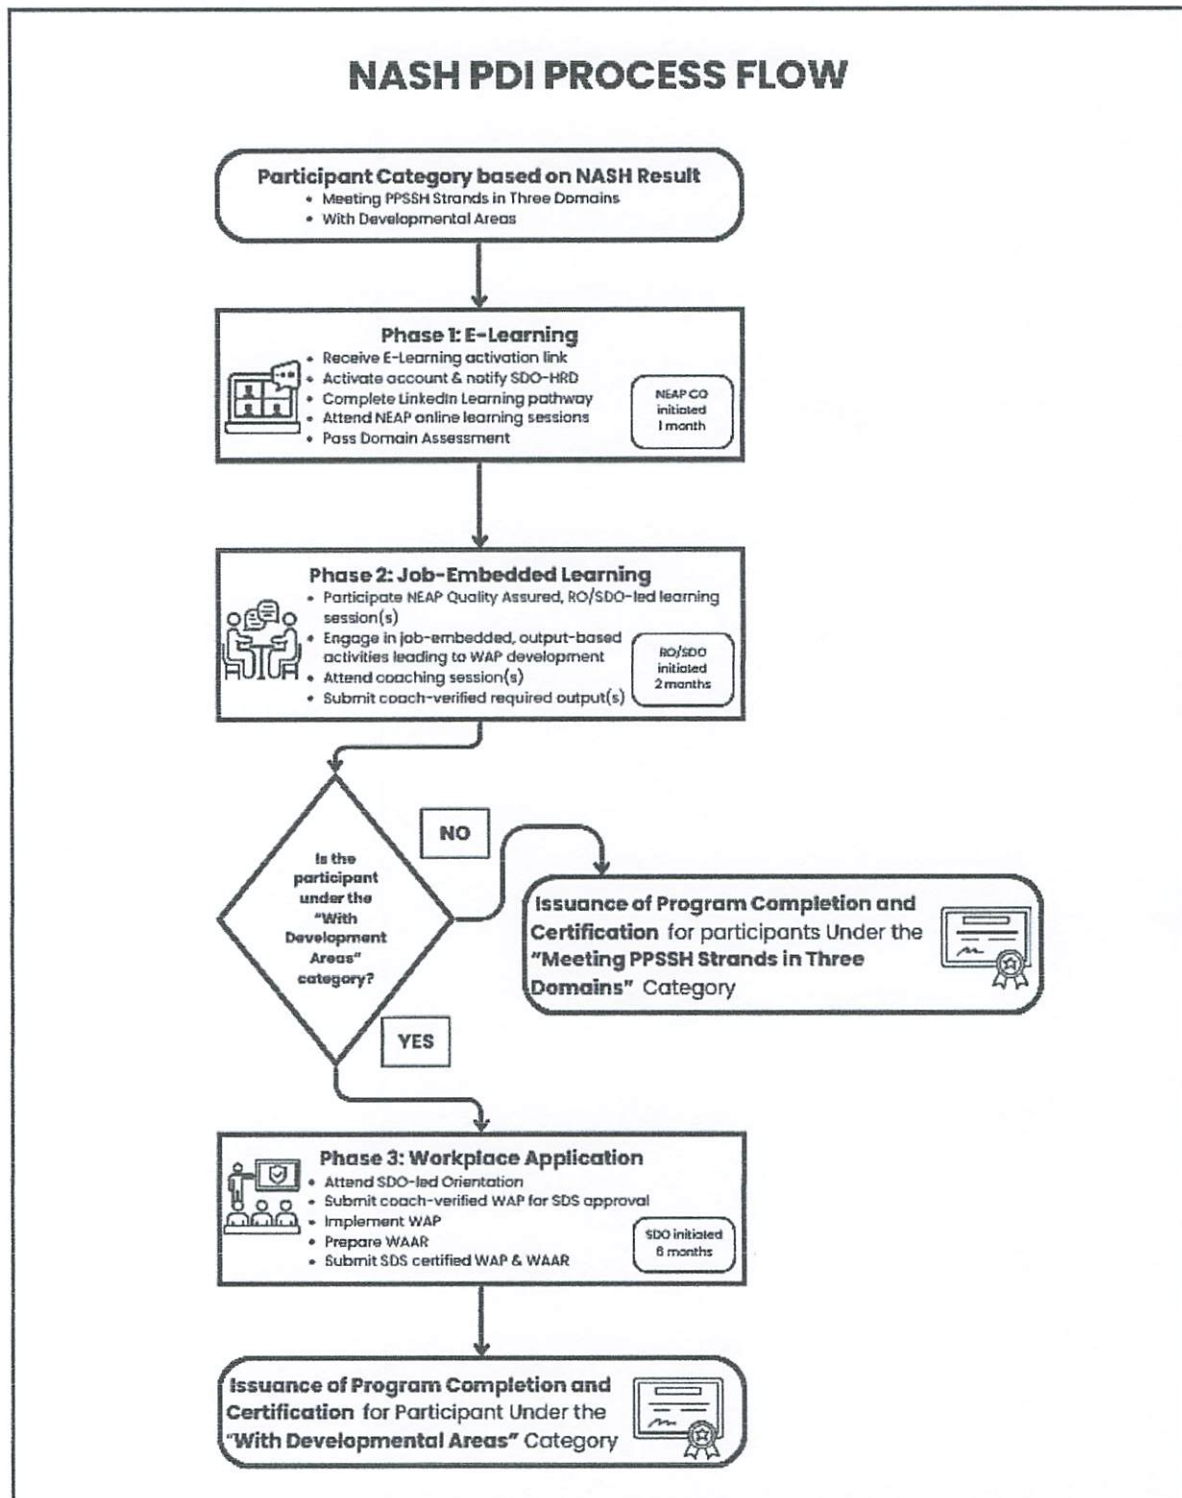 NASH PDI PROCESS FLOW
Participant Category based on NASH Result
• Meeting PPSSH Strands in Three Domains
• With Developmental Areas
Phase 1: E-Learning
• Receive E-Learning activation link
• Activate account & notify SDO-HRD
• Complete LinkedIn Learning pathway
• Attend NEAP online learning sessions
• Pass Domain Assessment
NEAP CO
initiated
1 month
Phase 2: Job-Embedded Learning
• Participate NEAP Quality Assured, RO/SDO-led learning
session(s)
• Engage in job-embedded, output-based
activities leading to WAP development
• Attend coaching session(s)
• Submit coach-verified required output(s)
RO/SDO
initiated
2 months
Is the
participant
under the
"With
Development
Areas"
category?
NO
Issuance of Program Completion and
Certification for participants Under the
"Meeting PPSSH Strands in Three
Domains" Category
YES
Phase 3: Workplace Application
• Attend SDO-led Orientation
• Submit coach-verified WAP for SDS approval
• Implement WAP
• Prepare WAAR
• Submit SDS certified WAP & WAAR
SDO initiated
6 months
Issuance of Program Completion and
Certification for Participant Under the
"With Developmental Areas" Category